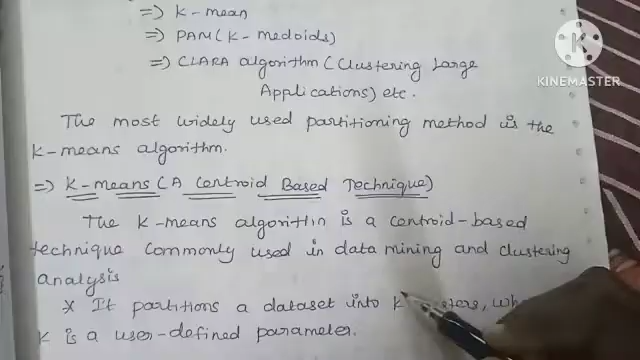 => K-mean
=> PAM(K-medoids)
=> CLARA algorithm (Clustering Large
Applications) etc.
KINEMASTER
The most widely used partitioning method is the
K-means algorithm.
=> K-means (A Centroid Based Technique)
The K-means algorithm is a centroid-based
technique commonly used in data mining and clustering
analysis
* It partitions a dataset into K
K is a user-defined parameter.